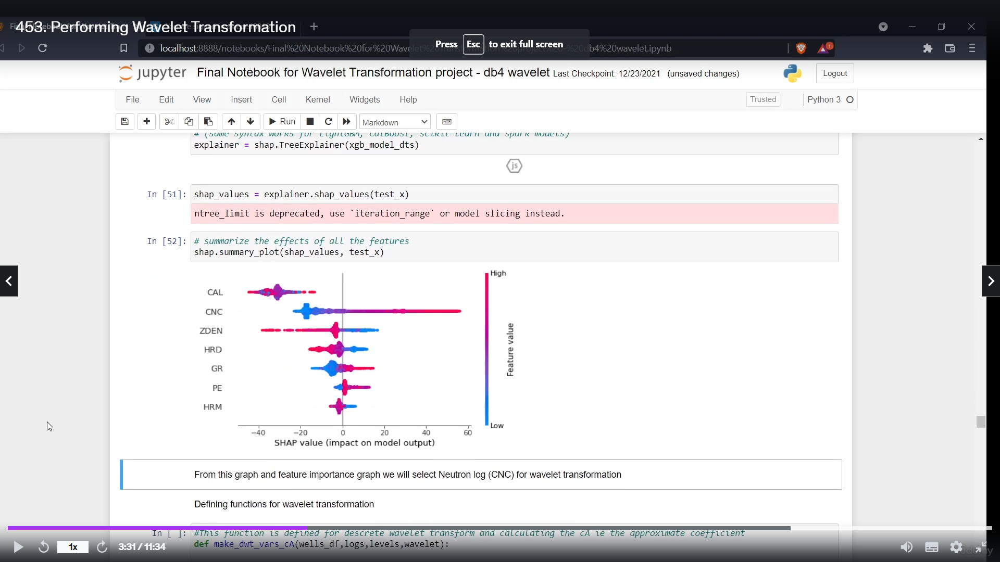 453. Performing Wavelet Transformation
Press Esc to exit full screen
localhost:8888/notebooks/Final%20Notebook%20for%20Wavelet%20Transformation%20project%20-%20db4%20wavelet.ipynb
1
jupyter Final Notebook for Wavelet Transformation project - db4 wavelet Last Checkpoint: 12/23/2021 (unsaved changes)
Logout
File Edit View Insert Cell Kernel Widgets Help
Trusted
Python 3
Run
Markdown
# (same syntax works for LightGBM, CatBoost, scikit-learn and spark models)
explainer = shap.TreeExplainer(xgb_model_dts)
js
In [51]: shap_values = explainer.shap_values(test_x)
ntree_limit is deprecated, use `iteration_range` or model slicing instead.
In [52]: # summarize the effects of all the features
shap.summary_plot(shap_values, test_x)
High
CAL
CNC
ZDEN
HRD
GR
PE
HRM
Feature value
Low
−40 −20 0 20 40 60
SHAP value (impact on model output)
From this graph and feature importance graph we will select Neutron log (CNC) for wavelet transformation
Defining functions for wavelet transformation
In [ ]: #This function is defined for discrete wavelet transform and calculating the cA ie the approximate coefficient
def make_dwt_vars_cA(wells_df,logs,levels,wavelet):
1x
3:31 / 11:34
Udemy